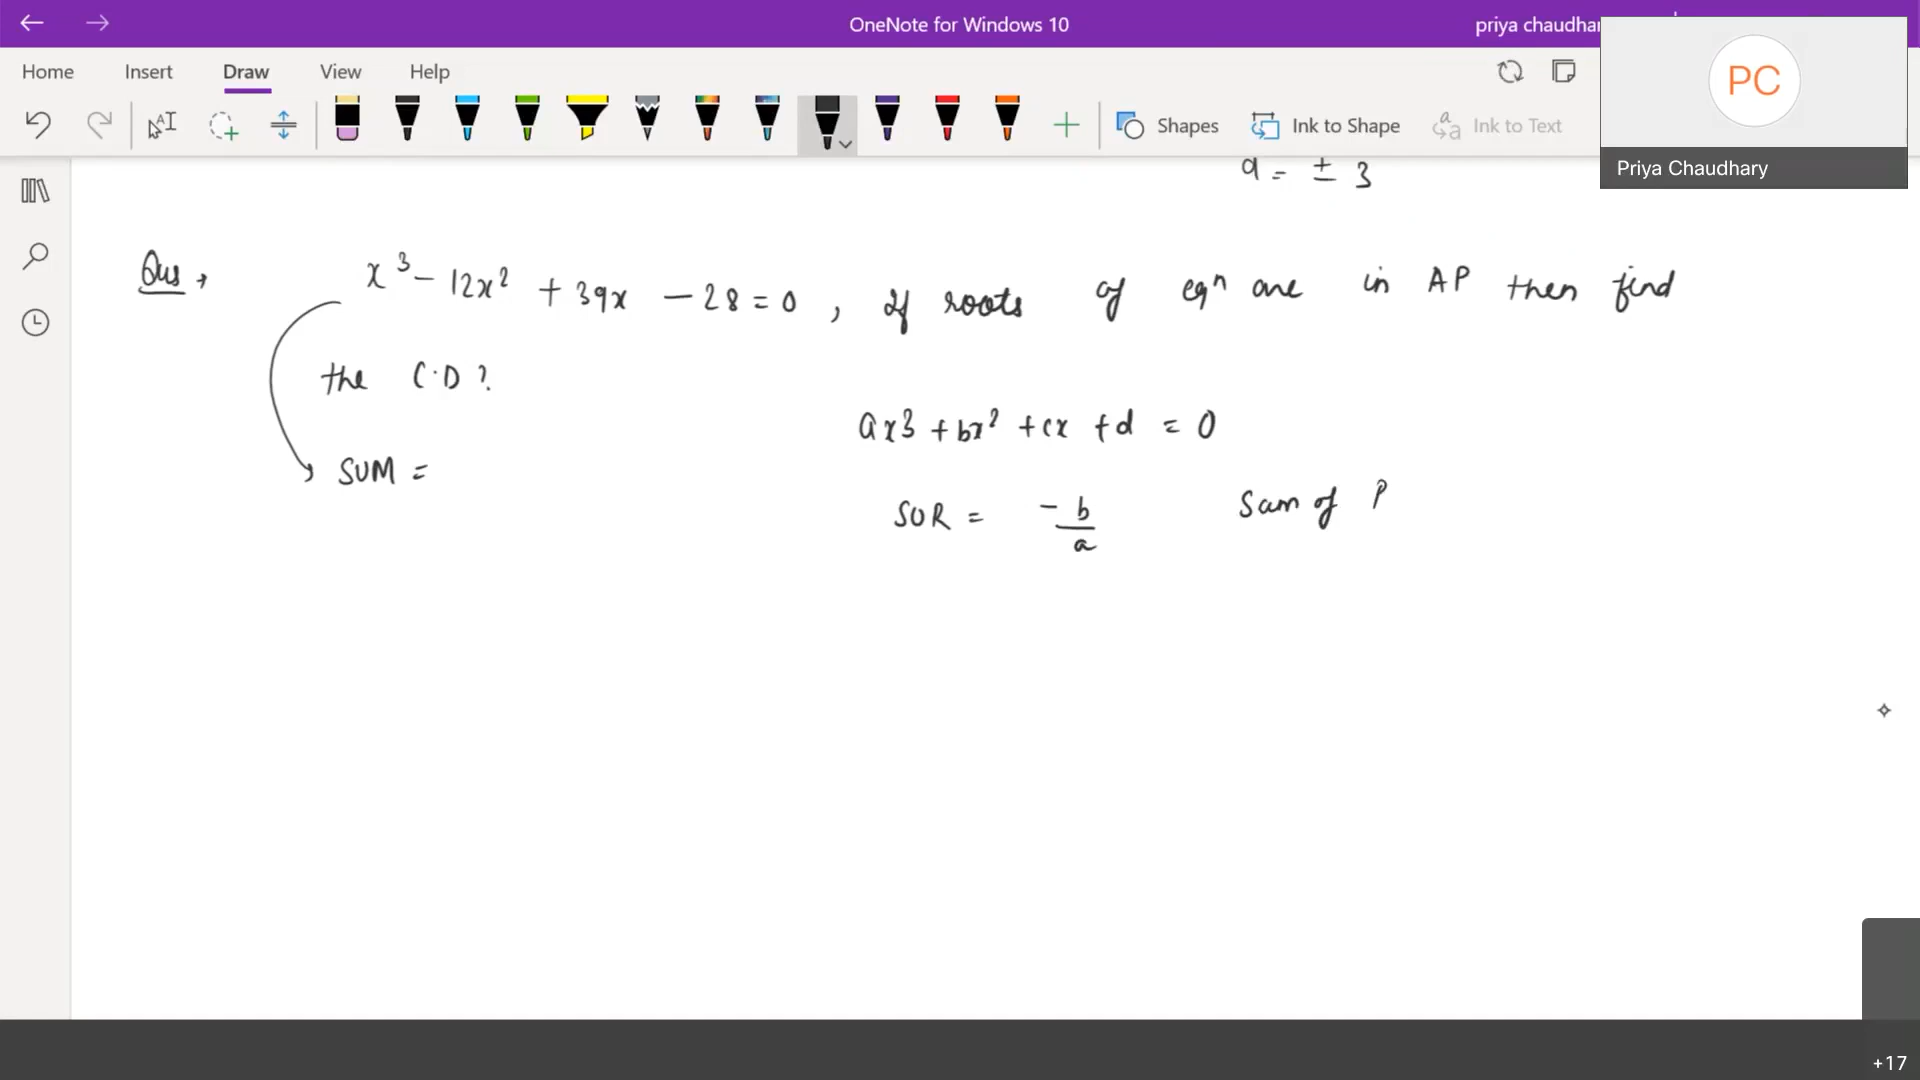 OneNote for Windows 10
priya chaudhar
PC
Priya Chaudhary
Home Insert Draw View Help
Shapes Ink to Shape Ink to Text
a = ± 3
Qus → x³ - 12x² + 39x - 28 = 0 , If roots of eqⁿ are in AP then find
the C.D ?
ax3 + bx² + cx + d = 0
SUM =
SOR = -b/a Sum of P
+17